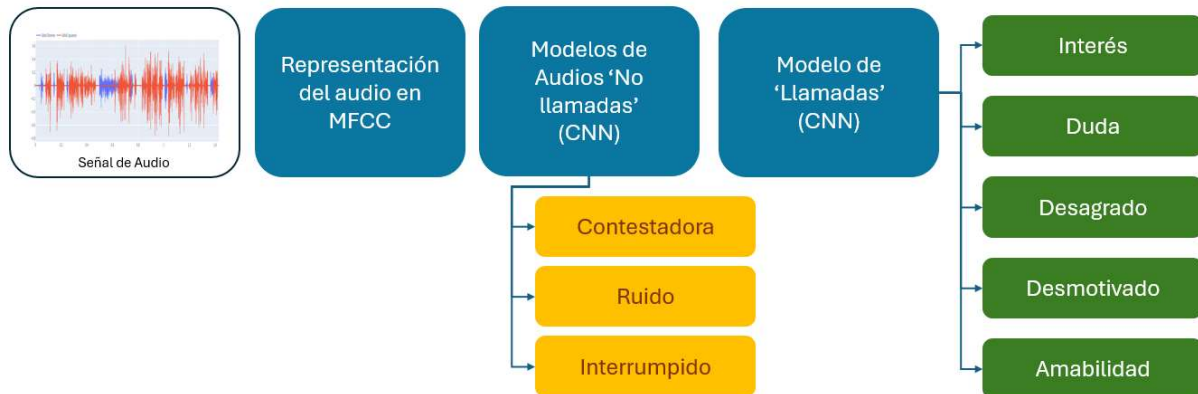 Señal de Audio
Representación
del audio en
MFCC
Modelos de
Audios ‘No
llamadas’
(CNN)
Modelo de
‘Llamadas’
(CNN)
Contestadora
Ruido
Interrumpido
Interés
Duda
Desagrado
Desmotivado
Amabilidad